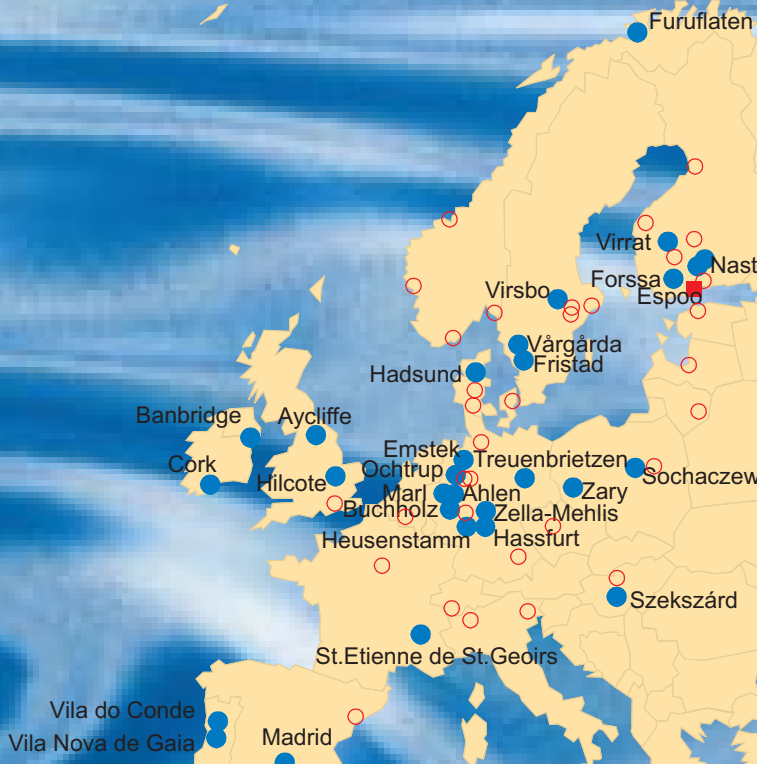 Furuflaten
Virrat
Nast
Forssa
Espoo
Virsbo
Vårgårda
Fristad
Hadsund
Banbridge
Aycliffe
Emstek
Treuenbrietzen
Cork
Ochtrup
Sochaczew
Hilcote
Marl
Ahlen
Zary
Buchholz
Zella-Mehlis
Heusenstamm
Hassfurt
Szekszárd
St.Etienne de St.Geoirs
Vila do Conde
Vila Nova de Gaia
Madrid